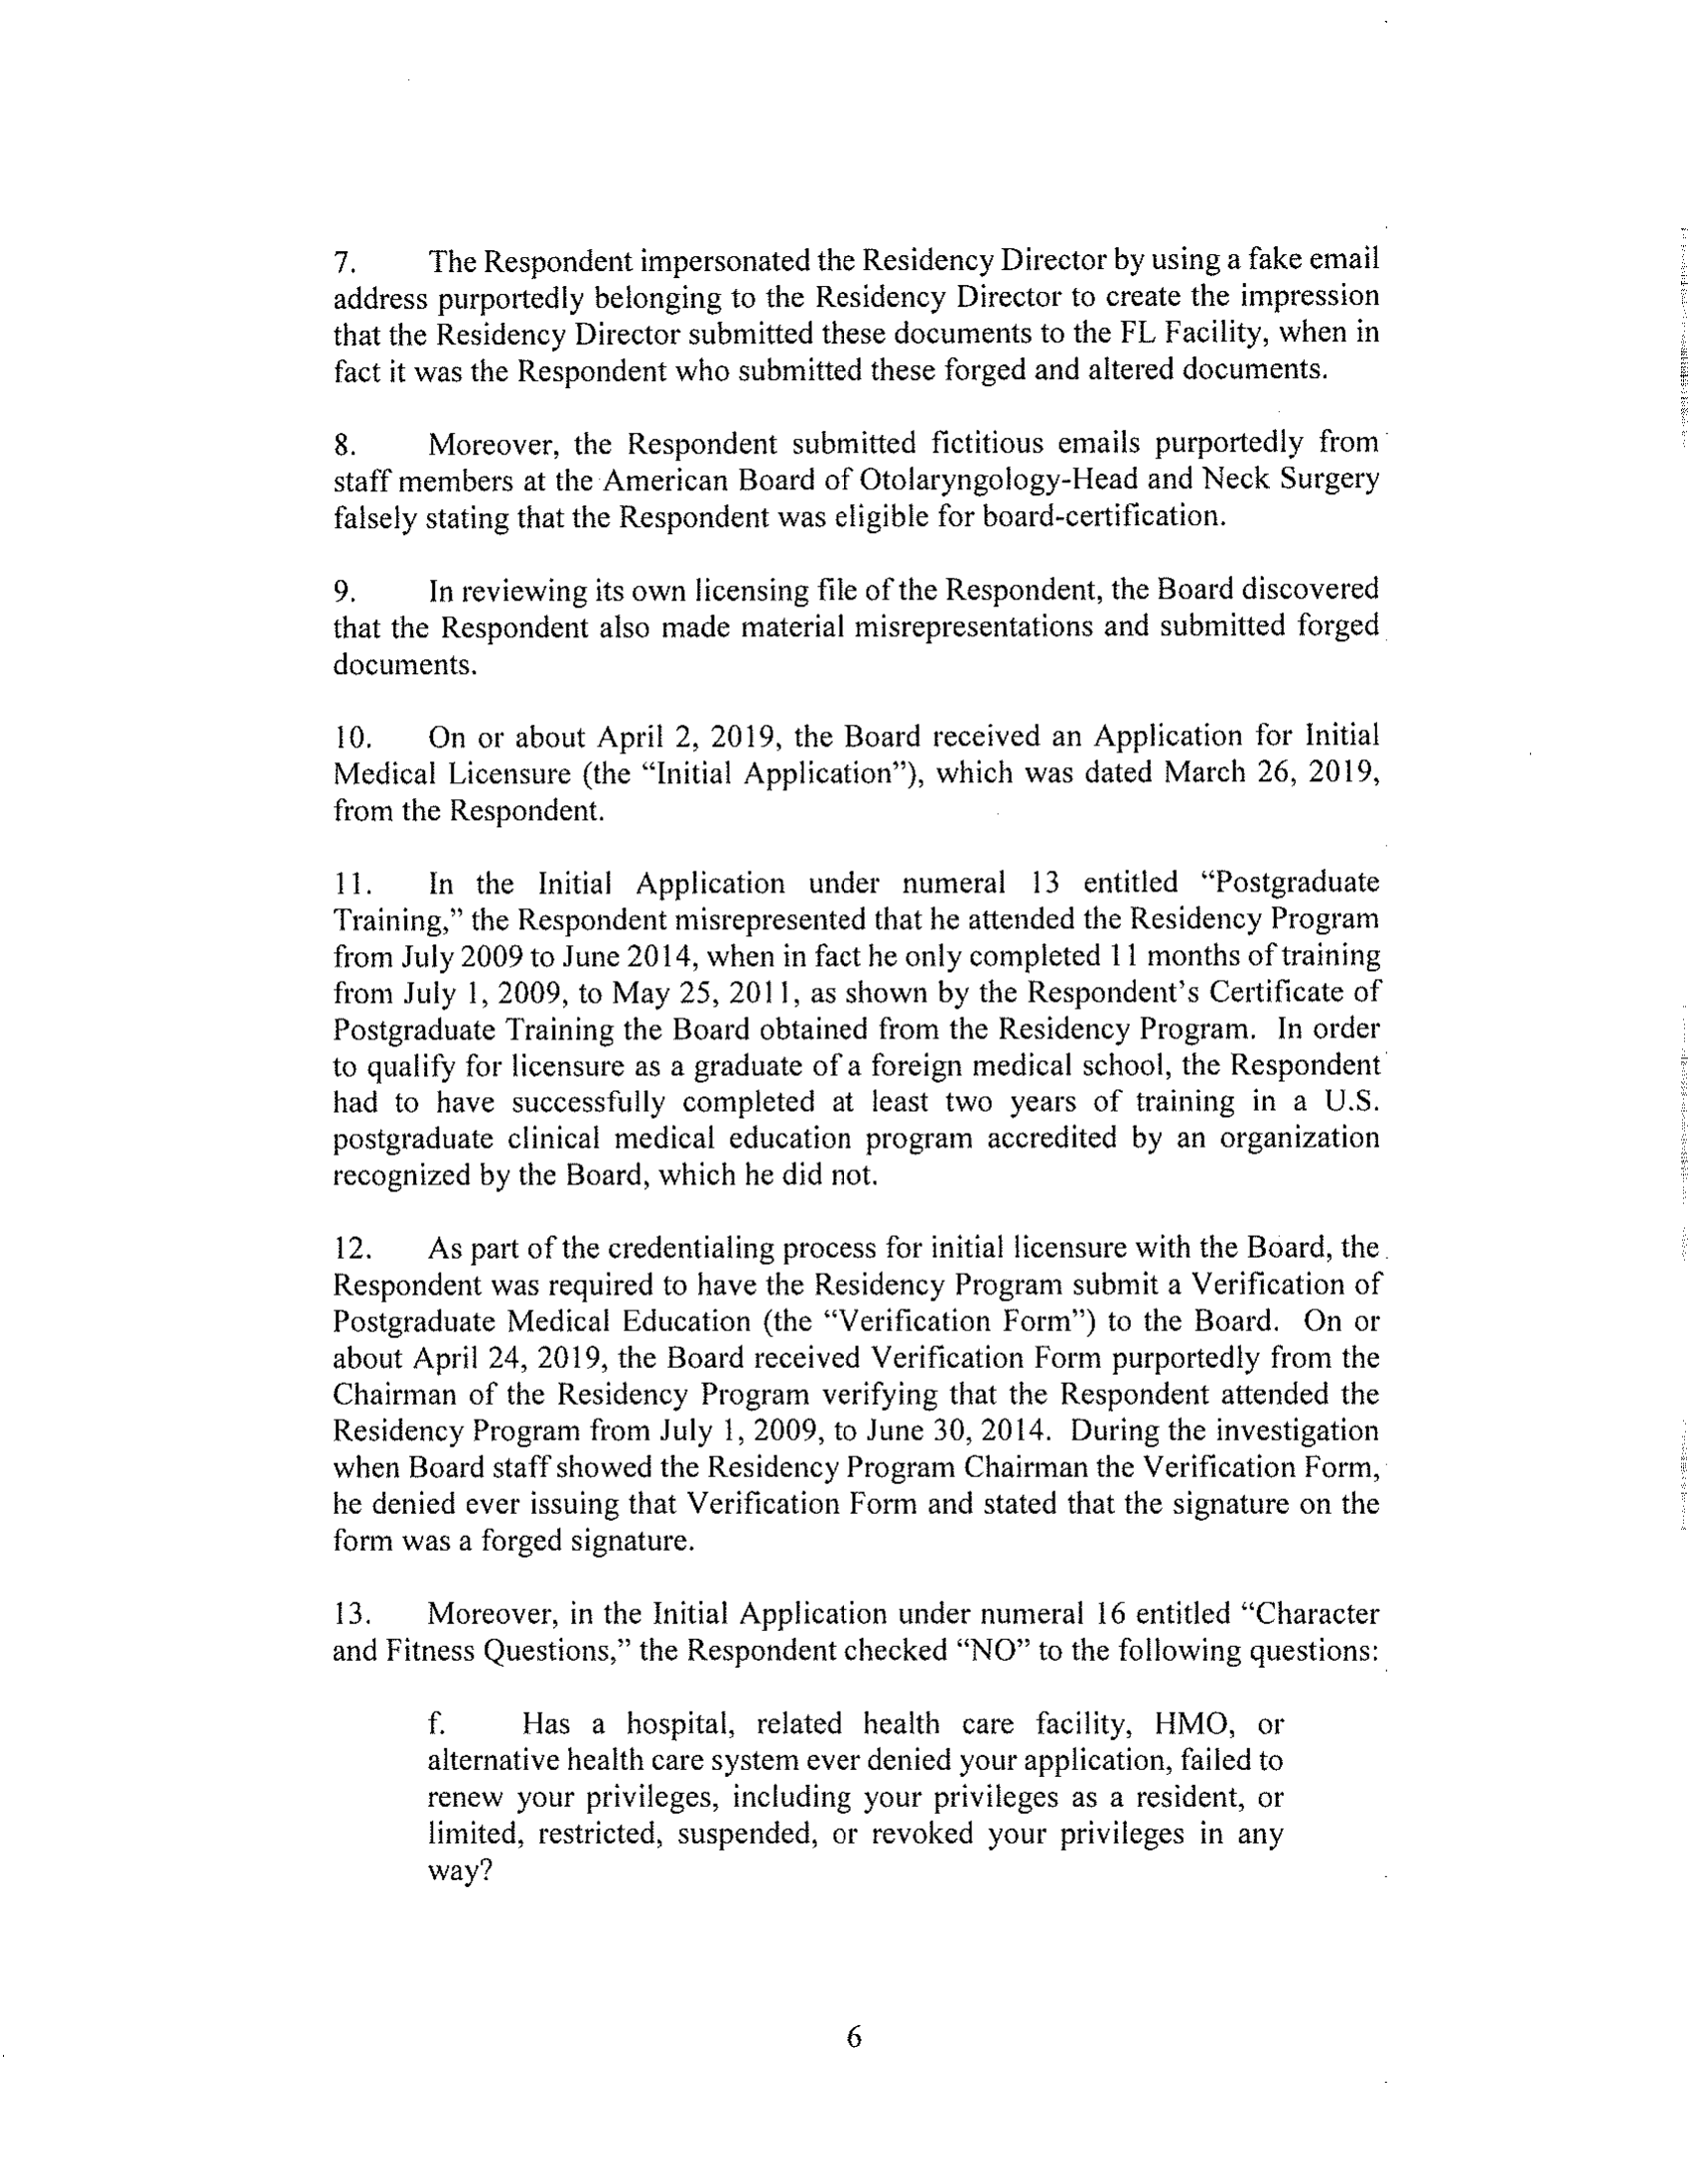 7. The Respondent impersonated the Residency Director by using a fake email
address purportedly belonging to the Residency Director to create the impression
that the Residency Director submitted these documents to the FL Facility, when in
fact it was the Respondent who submitted these forged and altered documents.
8. Moreover, the Respondent submitted fictitious emails purportedly from
staff members at the American Board of Otolaryngology-Head and Neck Surgery
falsely stating that the Respondent was eligible for board-certification.
9. In reviewing its own licensing file of the Respondent, the Board discovered
that the Respondent also made material misrepresentations and submitted forged
documents.
10. On or about April 2, 2019, the Board received an Application for Initial
Medical Licensure (the “Initial Application”), which was dated March 26, 2019,
from the Respondent.
11. In the Initial Application under numeral 13 entitled “Postgraduate
Training,” the Respondent misrepresented that he attended the Residency Program
from July 2009 to June 2014, when in fact he only completed 11 months of training
from July 1, 2009, to May 25, 2011, as shown by the Respondent’s Certificate of
Postgraduate Training the Board obtained from the Residency Program. In order
to qualify for licensure as a graduate of a foreign medical school, the Respondent
had to have successfully completed at least two years of training in a U.S.
postgraduate clinical medical education program accredited by an organization
recognized by the Board, which he did not.
12. As part of the credentialing process for initial licensure with the Board, the
Respondent was required to have the Residency Program submit a Verification of
Postgraduate Medical Education (the “Verification Form”) to the Board. On or
about April 24, 2019, the Board received Verification Form purportedly from the
Chairman of the Residency Program verifying that the Respondent attended the
Residency Program from July 1, 2009, to June 30, 2014. During the investigation
when Board staff showed the Residency Program Chairman the Verification Form,
he denied ever issuing that Verification Form and stated that the signature on the
form was a forged signature.
13. Moreover, in the Initial Application under numeral 16 entitled “Character
and Fitness Questions,” the Respondent checked “NO” to the following questions:
f. Has a hospital, related health care facility, HMO, or
alternative health care system ever denied your application, failed to
renew your privileges, including your privileges as a resident, or
limited, restricted, suspended, or revoked your privileges in any
way?
6